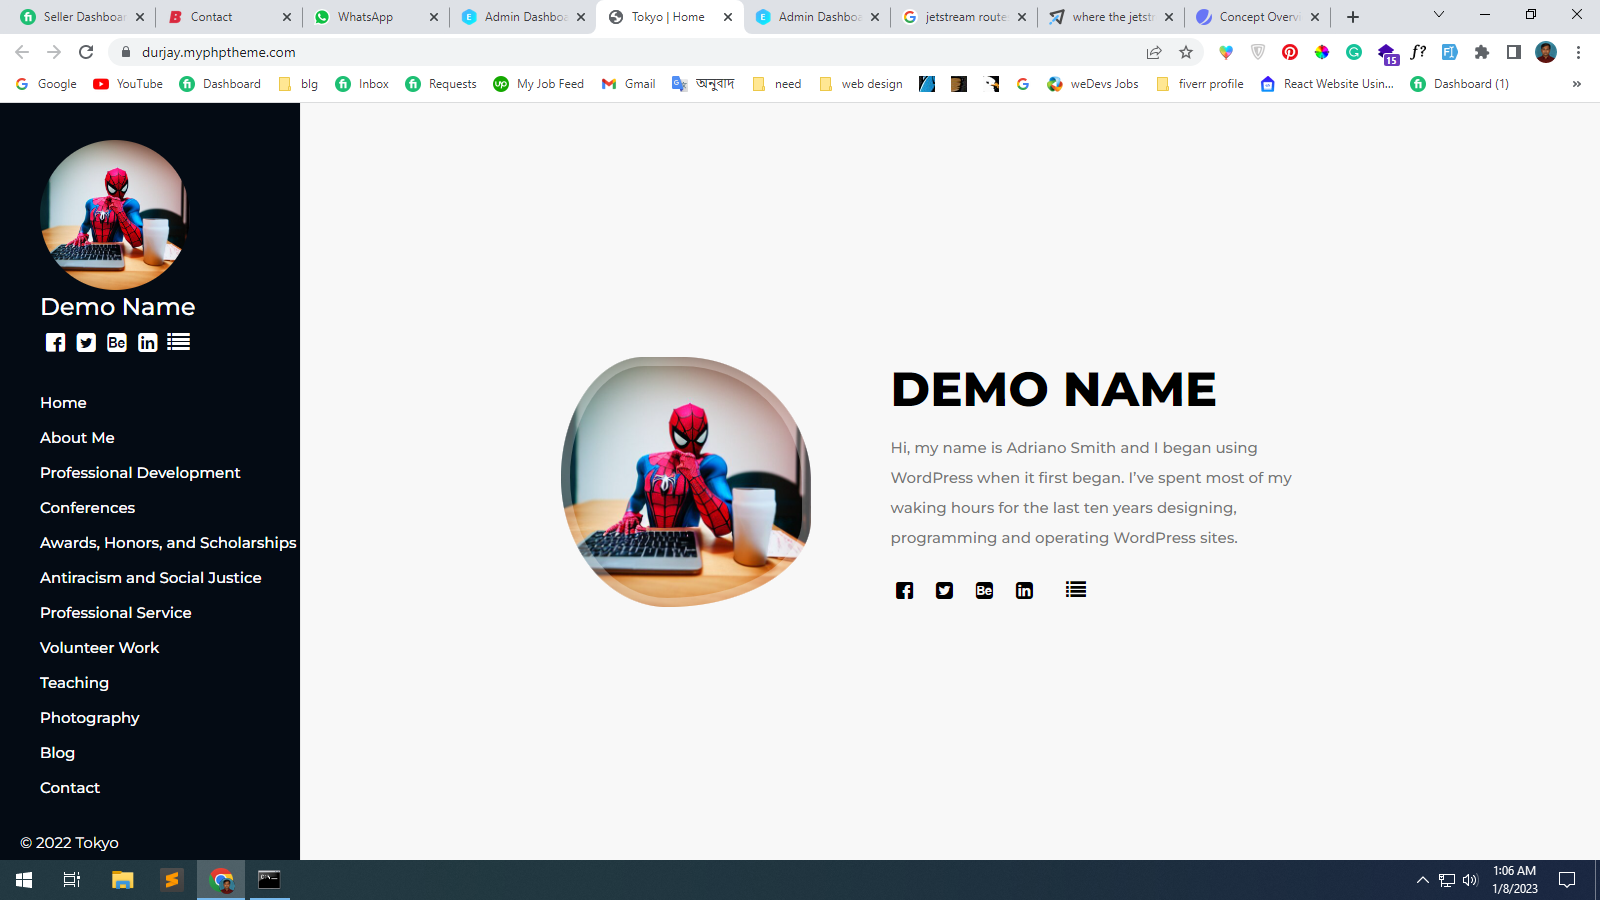 Seller Dashboa
Contact
WhatsApp
Admin Dashboa
Tokyo | Home
Admin Dashboa
jetstream route
where the jetst
Concept Overvi
durjay.myphptheme.com
15
f?
Google
YouTube
Dashboard
blg
Inbox
Requests
My Job Feed
Gmail
অনুবাদ
need
web design
weDevs Jobs
fiverr profile
React Website Usin...
Dashboard (1)
»
Demo Name
Home
About Me
Professional Development
Conferences
Awards, Honors, and Scholarships
Antiracism and Social Justice
Professional Service
Volunteer Work
Teaching
Photography
Blog
Contact
© 2022 Tokyo
DEMO NAME
Hi, my name is Adriano Smith and I began using
WordPress when it first began. I’ve spent most of my
waking hours for the last ten years designing,
programming and operating WordPress sites.
1:06 AM
1/8/2023